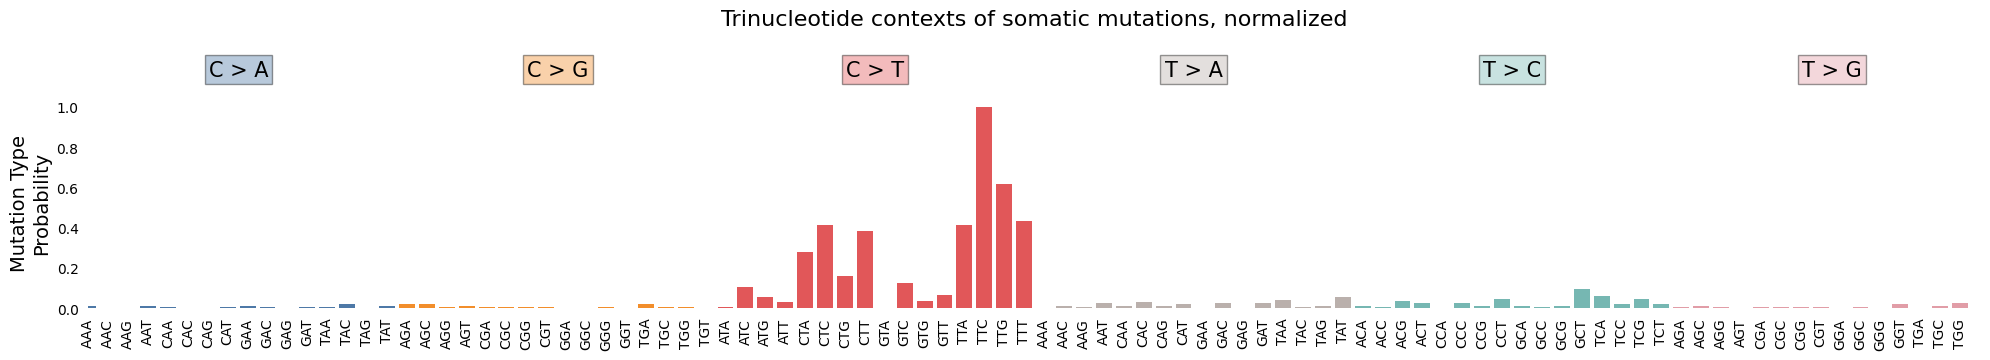 Trinucleotide contexts of somatic mutations, normalized
C > A C > G C > T T > A T > C T > G
Mutation Type
Probability
1.0
0.8
0.6
0.4
0.2
0.0
AAA AAC AAG AAT CAA CAC CAG CAT GAA GAC GAG GAT TAA TAC TAG TAT AGA AGC AGG AGT CGA CGC CGG CGT GGA GGC GGG GGT TGA TGC TGG TGT ATA ATC ATG ATT CTA CTC CTG CTT GTA GTC GTG GTT TTA TTC TTG TTT AAA AAC AAG AAT CAA CAC CAG CAT GAA GAC GAG GAT TAA TAC TAG TAT ACA ACC ACG ACT CCA CCC CCG CCT GCA GCC GCG GCT TCA TCC TCG TCT AGA AGC AGG AGT CGA CGC CGG CGT GGA GGC GGG GGT TGA TGC TGG